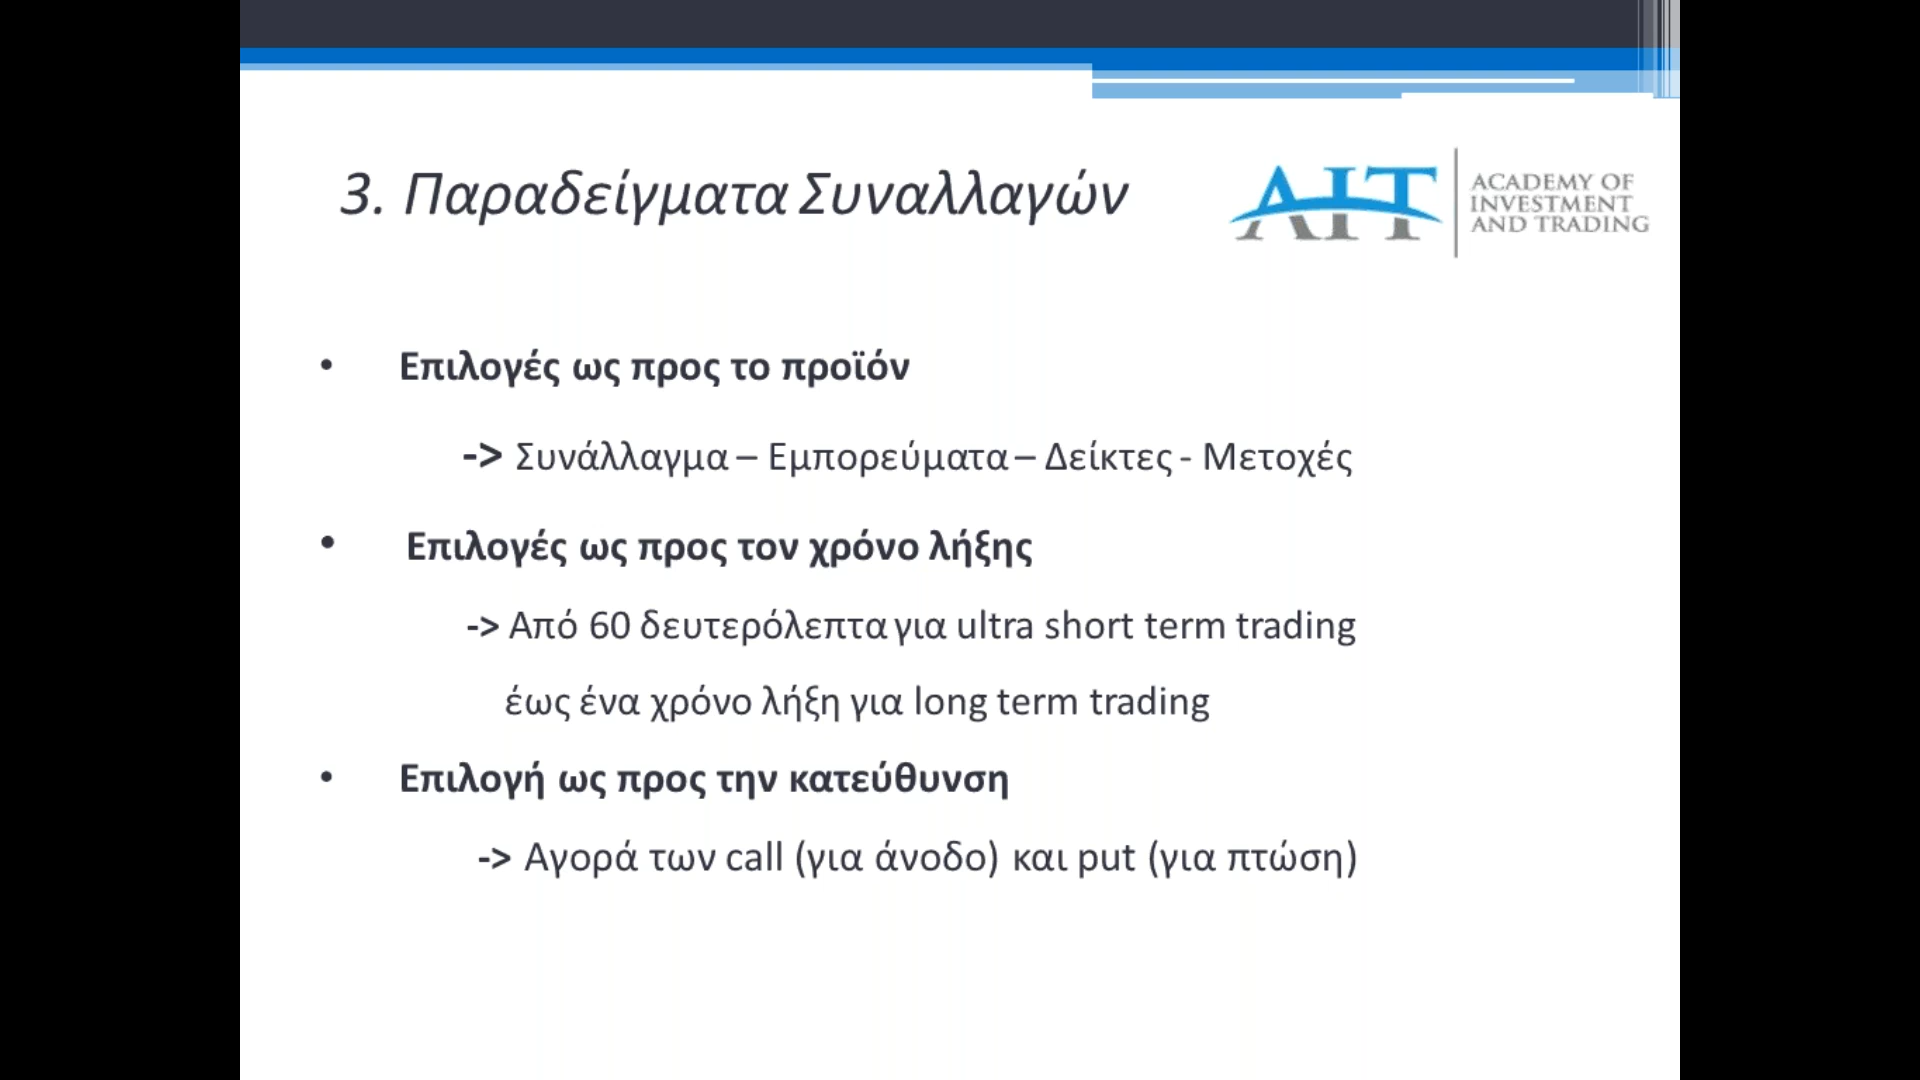 3. Παραδείγματα Συναλλαγών
AIT
ACADEMY OF
INVESTMENT
AND TRADING
• Επιλογές ως προς το προϊόν
-> Συνάλλαγμα – Εμπορεύματα – Δείκτες - Μετοχές
• Επιλογές ως προς τον χρόνο λήξης
-> Από 60 δευτερόλεπτα για ultra short term trading
έως ένα χρόνο λήξη για long term trading
• Επιλογή ως προς την κατεύθυνση
-> Αγορά των call (για άνοδο) και put (για πτώση)